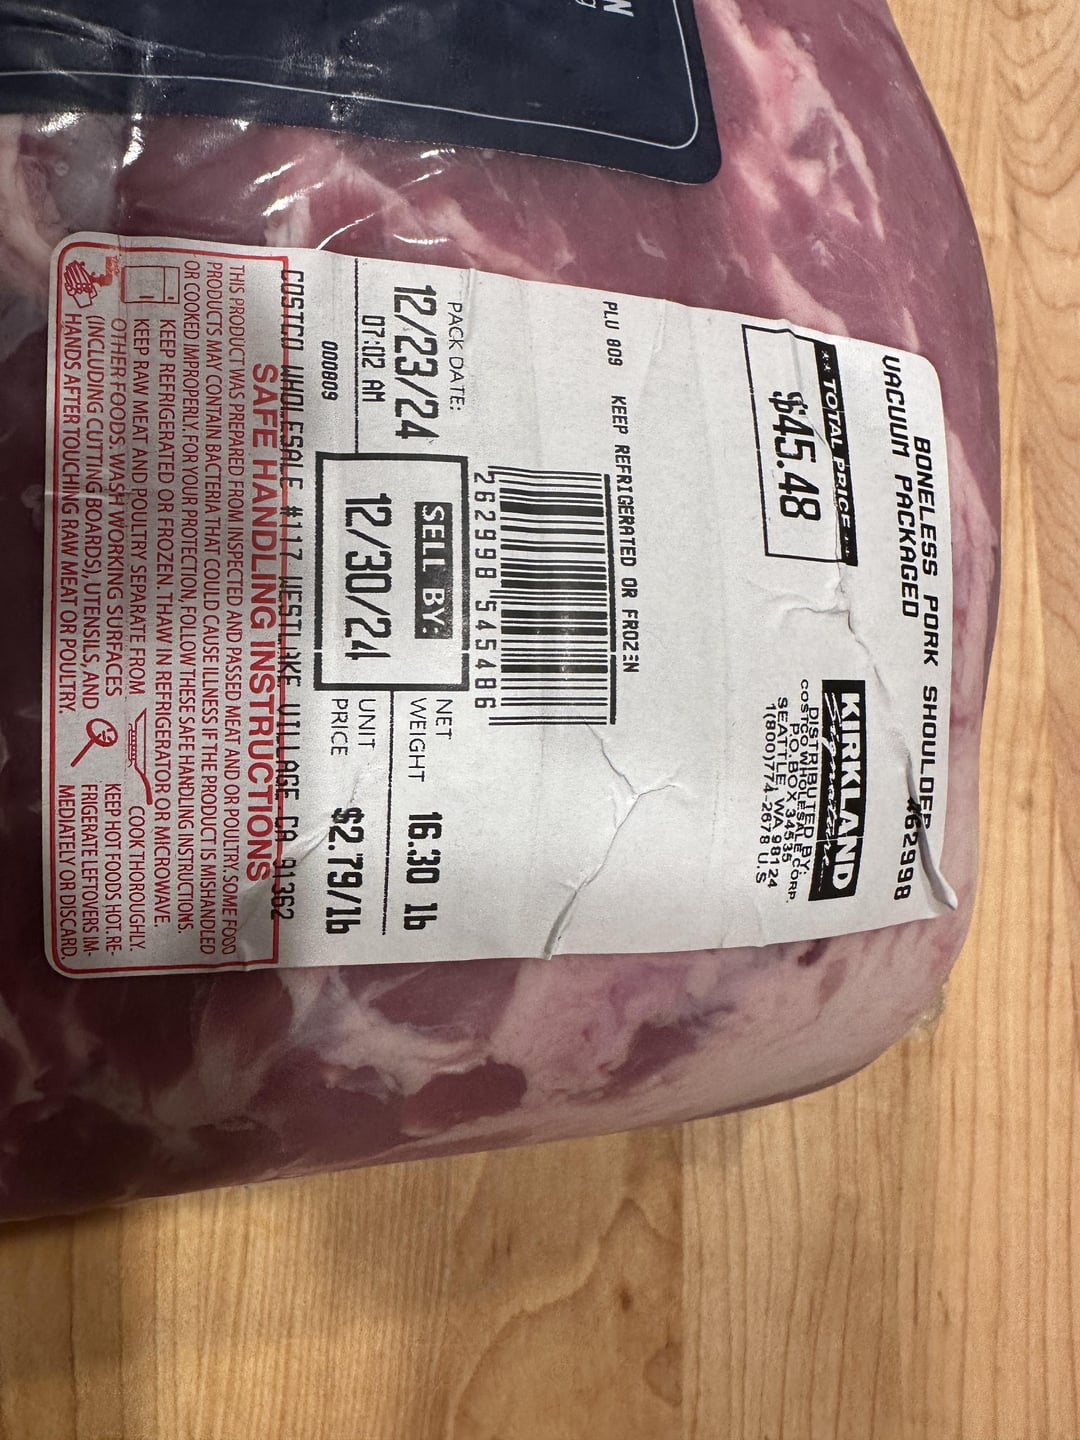 BONELESS PORK SHOULDER
VACUUM PACKAGED
#62998
** TOTAL PRICE **
$45.48
KIRKLAND
Signature
DISTRIBUTED BY:
COSTCO WHOLESALE CORP.
P.O. BOX 34535
SEATTLE, WA 98124
1(800)774-2678 U.S
PLU 809 KEEP REFRIGERATED OR FROZEN
2 62998 54548 6
PACK DATE:
12/23/24
07:02 AM
000809
SELL BY:
12/30/24
NET
WEIGHT 16.30 lb
UNIT
PRICE $2.79/lb
COSTCO WHOLESALE #117 WESTLAKE VILLAGE CA 91362
SAFE HANDLING INSTRUCTIONS
THIS PRODUCT WAS PREPARED FROM INSPECTED AND PASSED MEAT AND/OR POULTRY. SOME FOOD
PRODUCTS MAY CONTAIN BACTERIA THAT COULD CAUSE ILLNESS IF THE PRODUCT IS MISHANDLED
OR COOKED IMPROPERLY. FOR YOUR PROTECTION, FOLLOW THESE SAFE HANDLING INSTRUCTIONS.
KEEP REFRIGERATED OR FROZEN. THAW IN REFRIGERATOR OR MICROWAVE.
KEEP RAW MEAT AND POULTRY SEPARATE FROM
OTHER FOODS. WASH WORKING SURFACES
(INCLUDING CUTTING BOARDS), UTENSILS, AND
HANDS AFTER TOUCHING RAW MEAT OR POULTRY.
COOK THOROUGHLY.
KEEP HOT FOODS HOT. RE-
FRIGERATE LEFTOVERS IM-
MEDIATELY OR DISCARD.